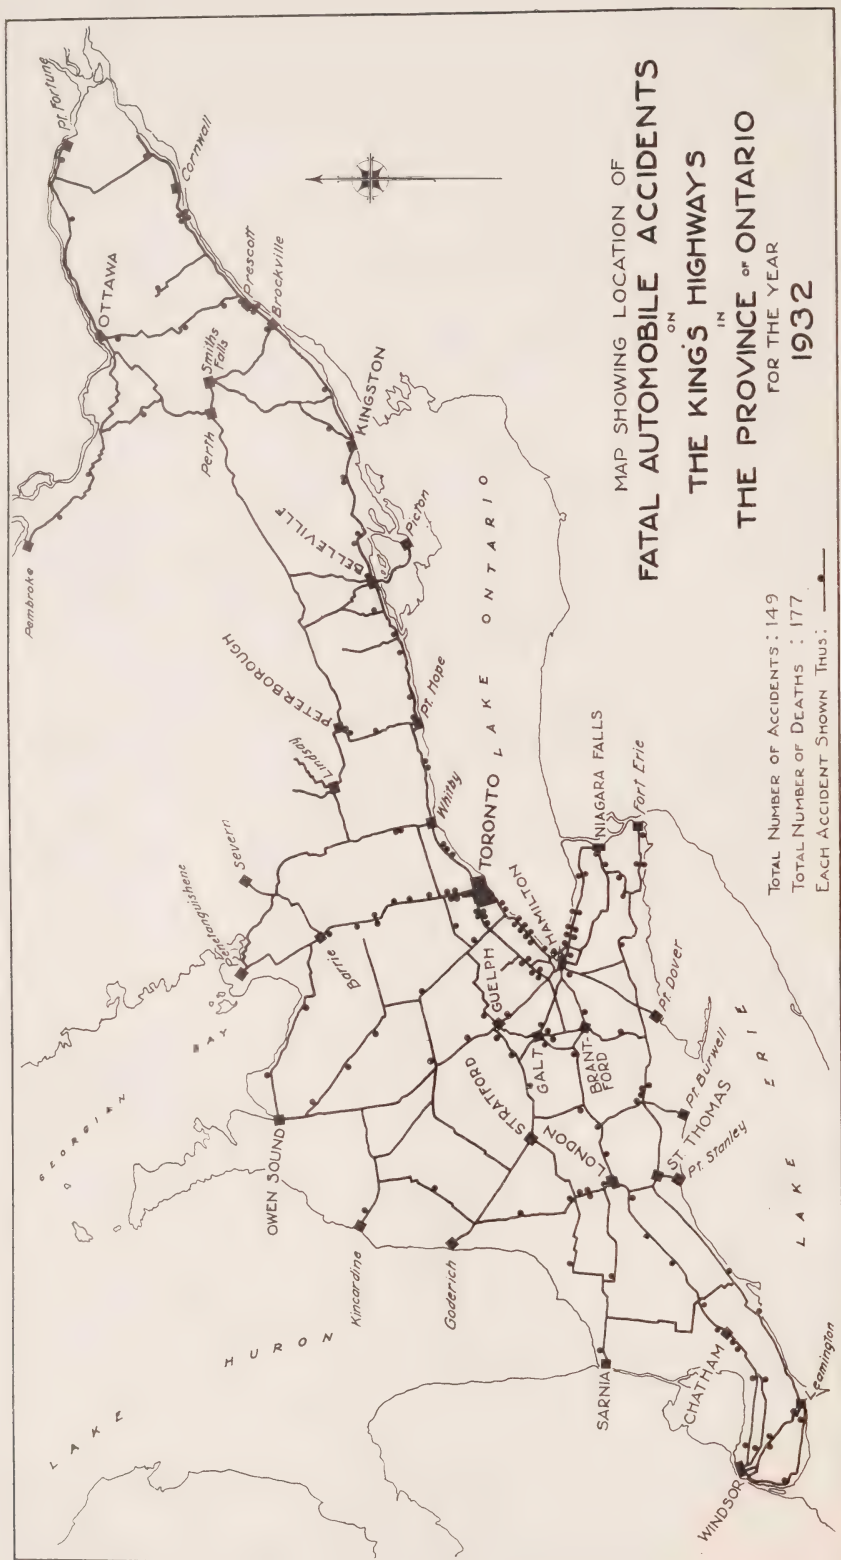 MAP SHOWING LOCATION OF
FATAL AUTOMOBILE ACCIDENTS
ON
THE KING'S HIGHWAYS
IN
THE PROVINCE OF ONTARIO
FOR THE YEAR
1932
TOTAL NUMBER OF ACCIDENTS : 149
TOTAL NUMBER OF DEATHS : 177
EACH ACCIDENT SHOWN THUS :
LAKE HURON
GEORGIAN BAY
LAKE ONTARIO
LAKE ERIE
Pembroke
OTTAWA
Pt. Fortune
Cornwall
Prescott
Brockville
Smiths
Falls
Perth
KINGSTON
BELLEVILLE
Picton
PETERBOROUGH
Lindsay
Pt. Hope
Whitby
TORONTO
Severn
Penetanguishene
Barrie
HAMILTON
NIAGARA FALLS
Fort Erie
GUELPH
GALT
BRANT-
FORD
Pt. Dover
STRATFORD
OWEN SOUND
Kincardine
Goderich
LONDON
ST THOMAS
Pt. Burwell
Pt. Stanley
SARNIA
CHATHAM
WINDSOR
Leamington